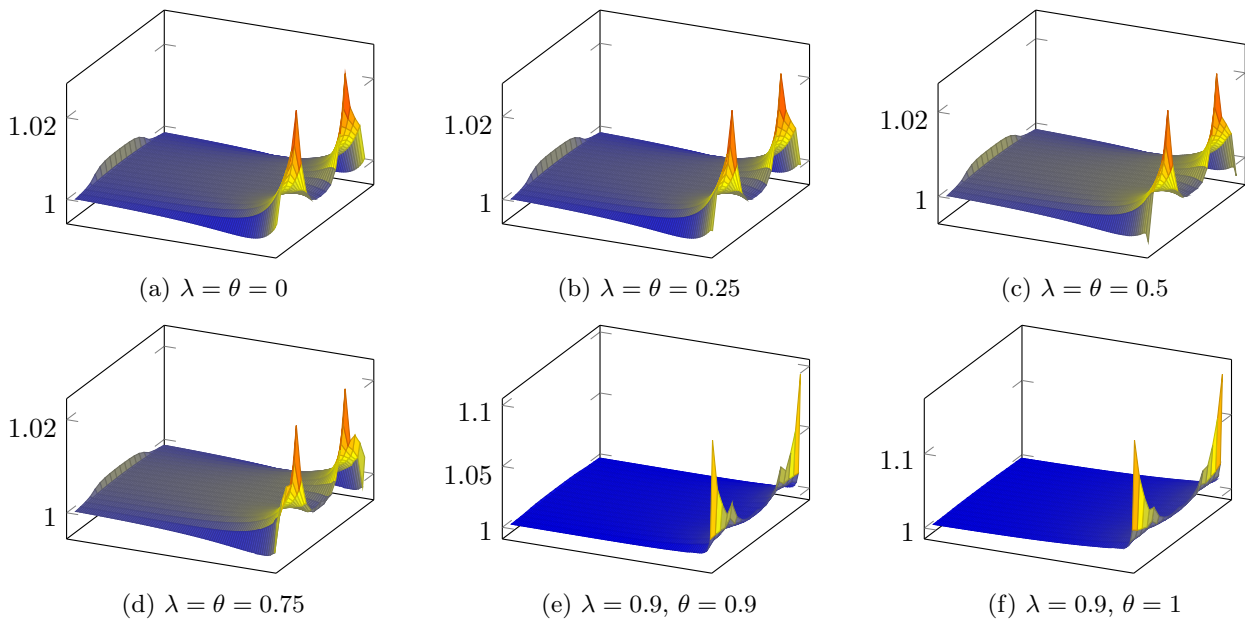 1.02
1
(a) λ = θ = 0
1.02
1
(b) λ = θ = 0.25
1.02
1
(c) λ = θ = 0.5
1.02
1
(d) λ = θ = 0.75
1.1
1.05
1
(e) λ = 0.9, θ = 0.9
1.1
1
(f) λ = 0.9, θ = 1